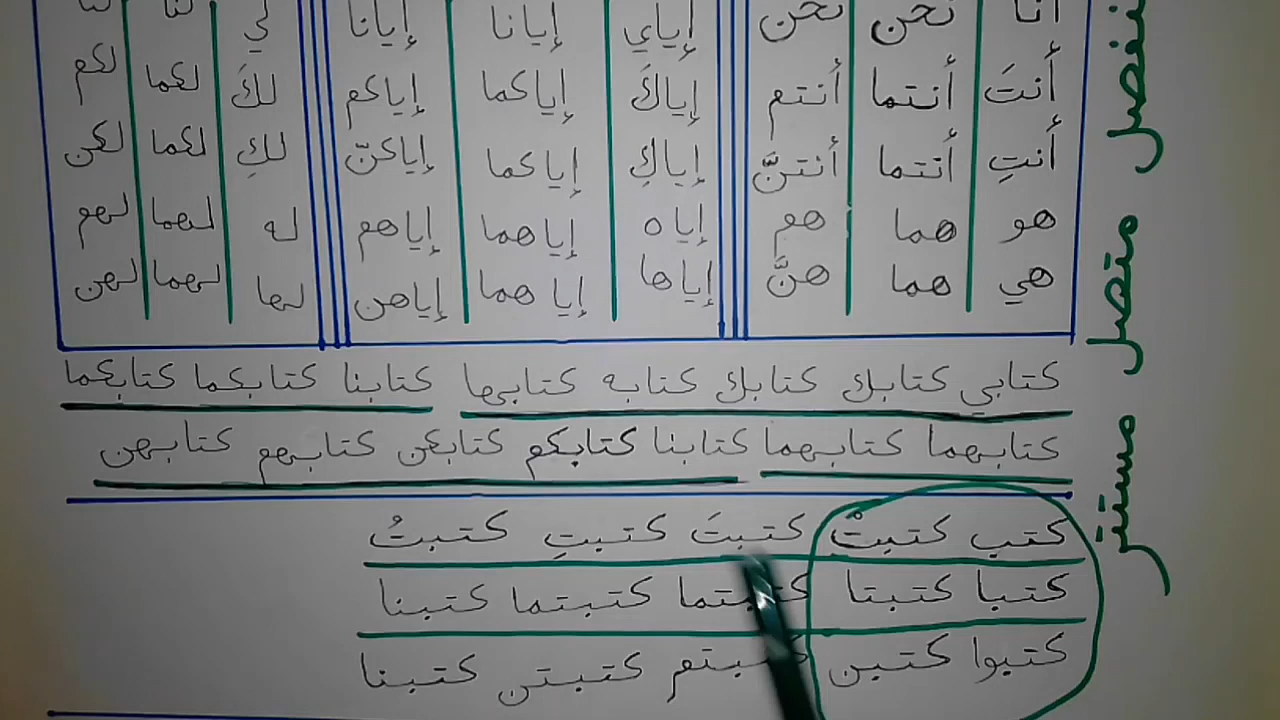 أنا نحن نحن إياي إيانا إيانا لي لنا لنا
أنتَ أنتما أنتم إياكَ إياكما إياكم لكَ لكما لكم
أنتِ أنتما أنتنَّ إياكِ إياكما إياكنّ لكِ لكما لكن
هو هما هم إياه إياهما إياهم له لهما لهم
هي هما هنَّ إياها إياهما إياهن لها لهما لهن
كتابي كتابك كتابك كتابه كتابها كتابنا كتابكما كتابكما
كتابهما كتابهما كتابنا كتابكم كتابكن كتابهم كتابهن
كتب كتبتْ كتبتَ كتبتِ كتبتُ
كتبا كتبتا كتبتما كتبتما كتبنا
كتبوا كتبن كتبتم كتبتن كتبنا
منفصل متصل مستتر